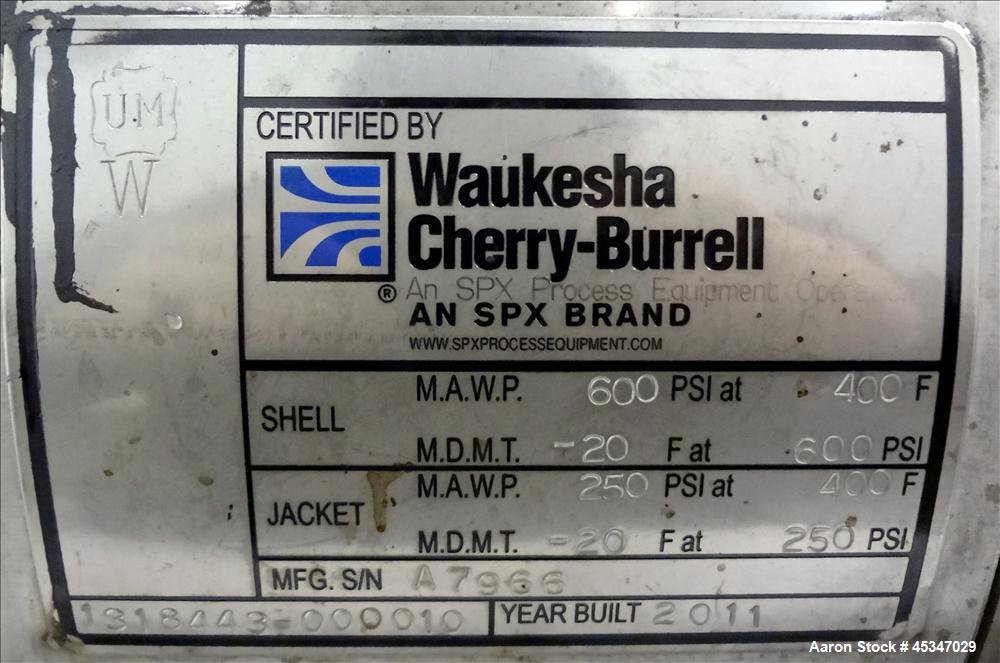 U.M
W
CERTIFIED BY
Waukesha
Cherry-Burrell
® An SPX Process Equipment
AN SPX BRAND
WWW.SPXPROCESSEQUIPMENT.COM
SHELL
M.A.W.P. 600 PSI at 400 F
M.D.M.T. -20 F at 600 PSI
JACKET
M.A.W.P. 250 PSI at 400 F
M.D.M.T. -20 F at 250 PSI
MFG. S/N A7966
1318443-000010 YEAR BUILT 2011
Aaron Stock # 45347029